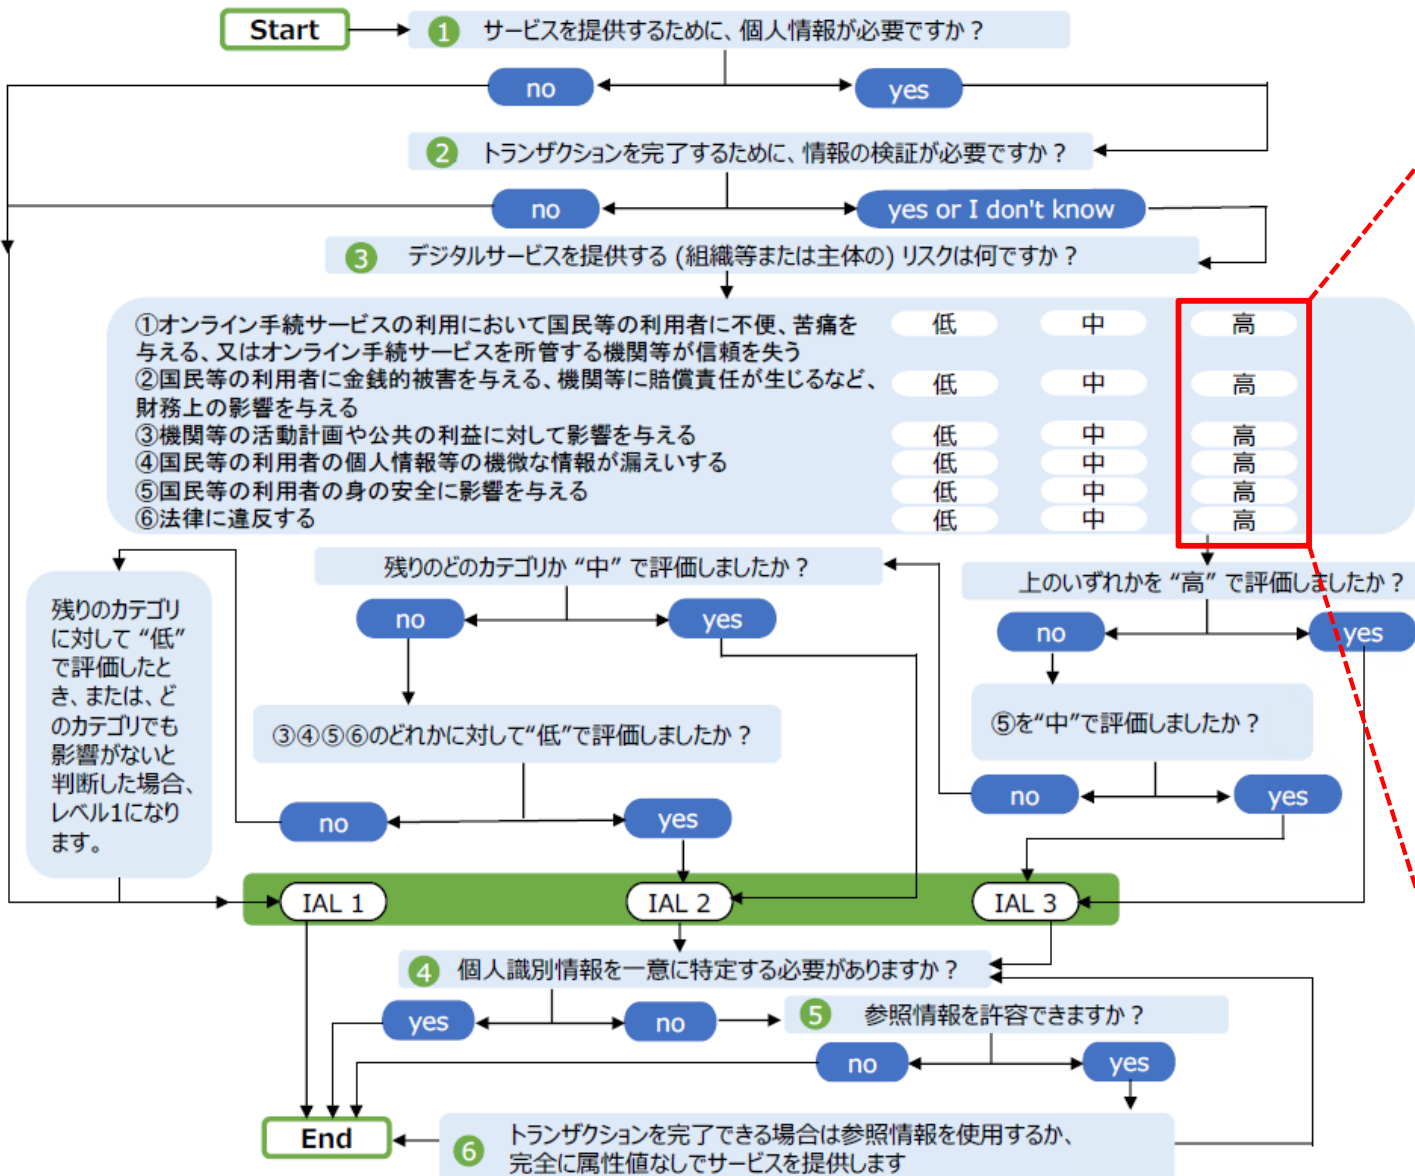 Start
1 サービスを提供するために、個人情報が必要ですか？
no
yes
2 トランザクションを完了するために、情報の検証が必要ですか？
no
yes or I don't know
3 デジタルサービスを提供する (組織等または主体の) リスクは何ですか？
①オンライン手続サービスの利用において国民等の利用者に不便、苦痛を
与える、又はオンライン手続サービスを所管する機関等が信頼を失う
低 中 高
②国民等の利用者に金銭的被害を与える、機関等に賠償責任が生じるなど、
財務上の影響を与える
低 中 高
③機関等の活動計画や公共の利益に対して影響を与える 低 中 高
④国民等の利用者の個人情報等の機微な情報が漏えいする 低 中 高
⑤国民等の利用者の身の安全に影響を与える 低 中 高
⑥法律に違反する 低 中 高
上のいずれかを “高” で評価しましたか？
no
yes
⑤を“中”で評価しましたか？
no
yes
残りのどのカテゴリか “中” で評価しましたか？
no
yes
③④⑤⑥のどれかに対して“低”で評価しましたか？
no
yes
残りのカテゴリ
に対して “低”
で評価したと
き、または、ど
のカテゴリでも
影響がないと
判断した場合、
レベル1になり
ます。
IAL 1
IAL 2
IAL 3
4 個人識別情報を一意に特定する必要がありますか？
yes
no
5 参照情報を許容できますか？
no
yes
6 トランザクションを完了できる場合は参照情報を使用するか、
完全に属性値なしでサービスを提供します
End